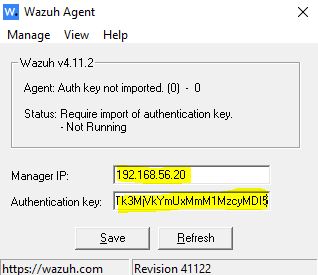 Wazuh Agent
Manage View Help
Wazuh v4.11.2
Agent: Auth key not imported. (0) - 0
Status: Require import of authentication key.
- Not Running
Manager IP: 192.168.56.20
Authentication key: Tk3MjVkYmUxMmM1MzcyMDI5
Save Refresh
https://wazuh.com Revision 41122